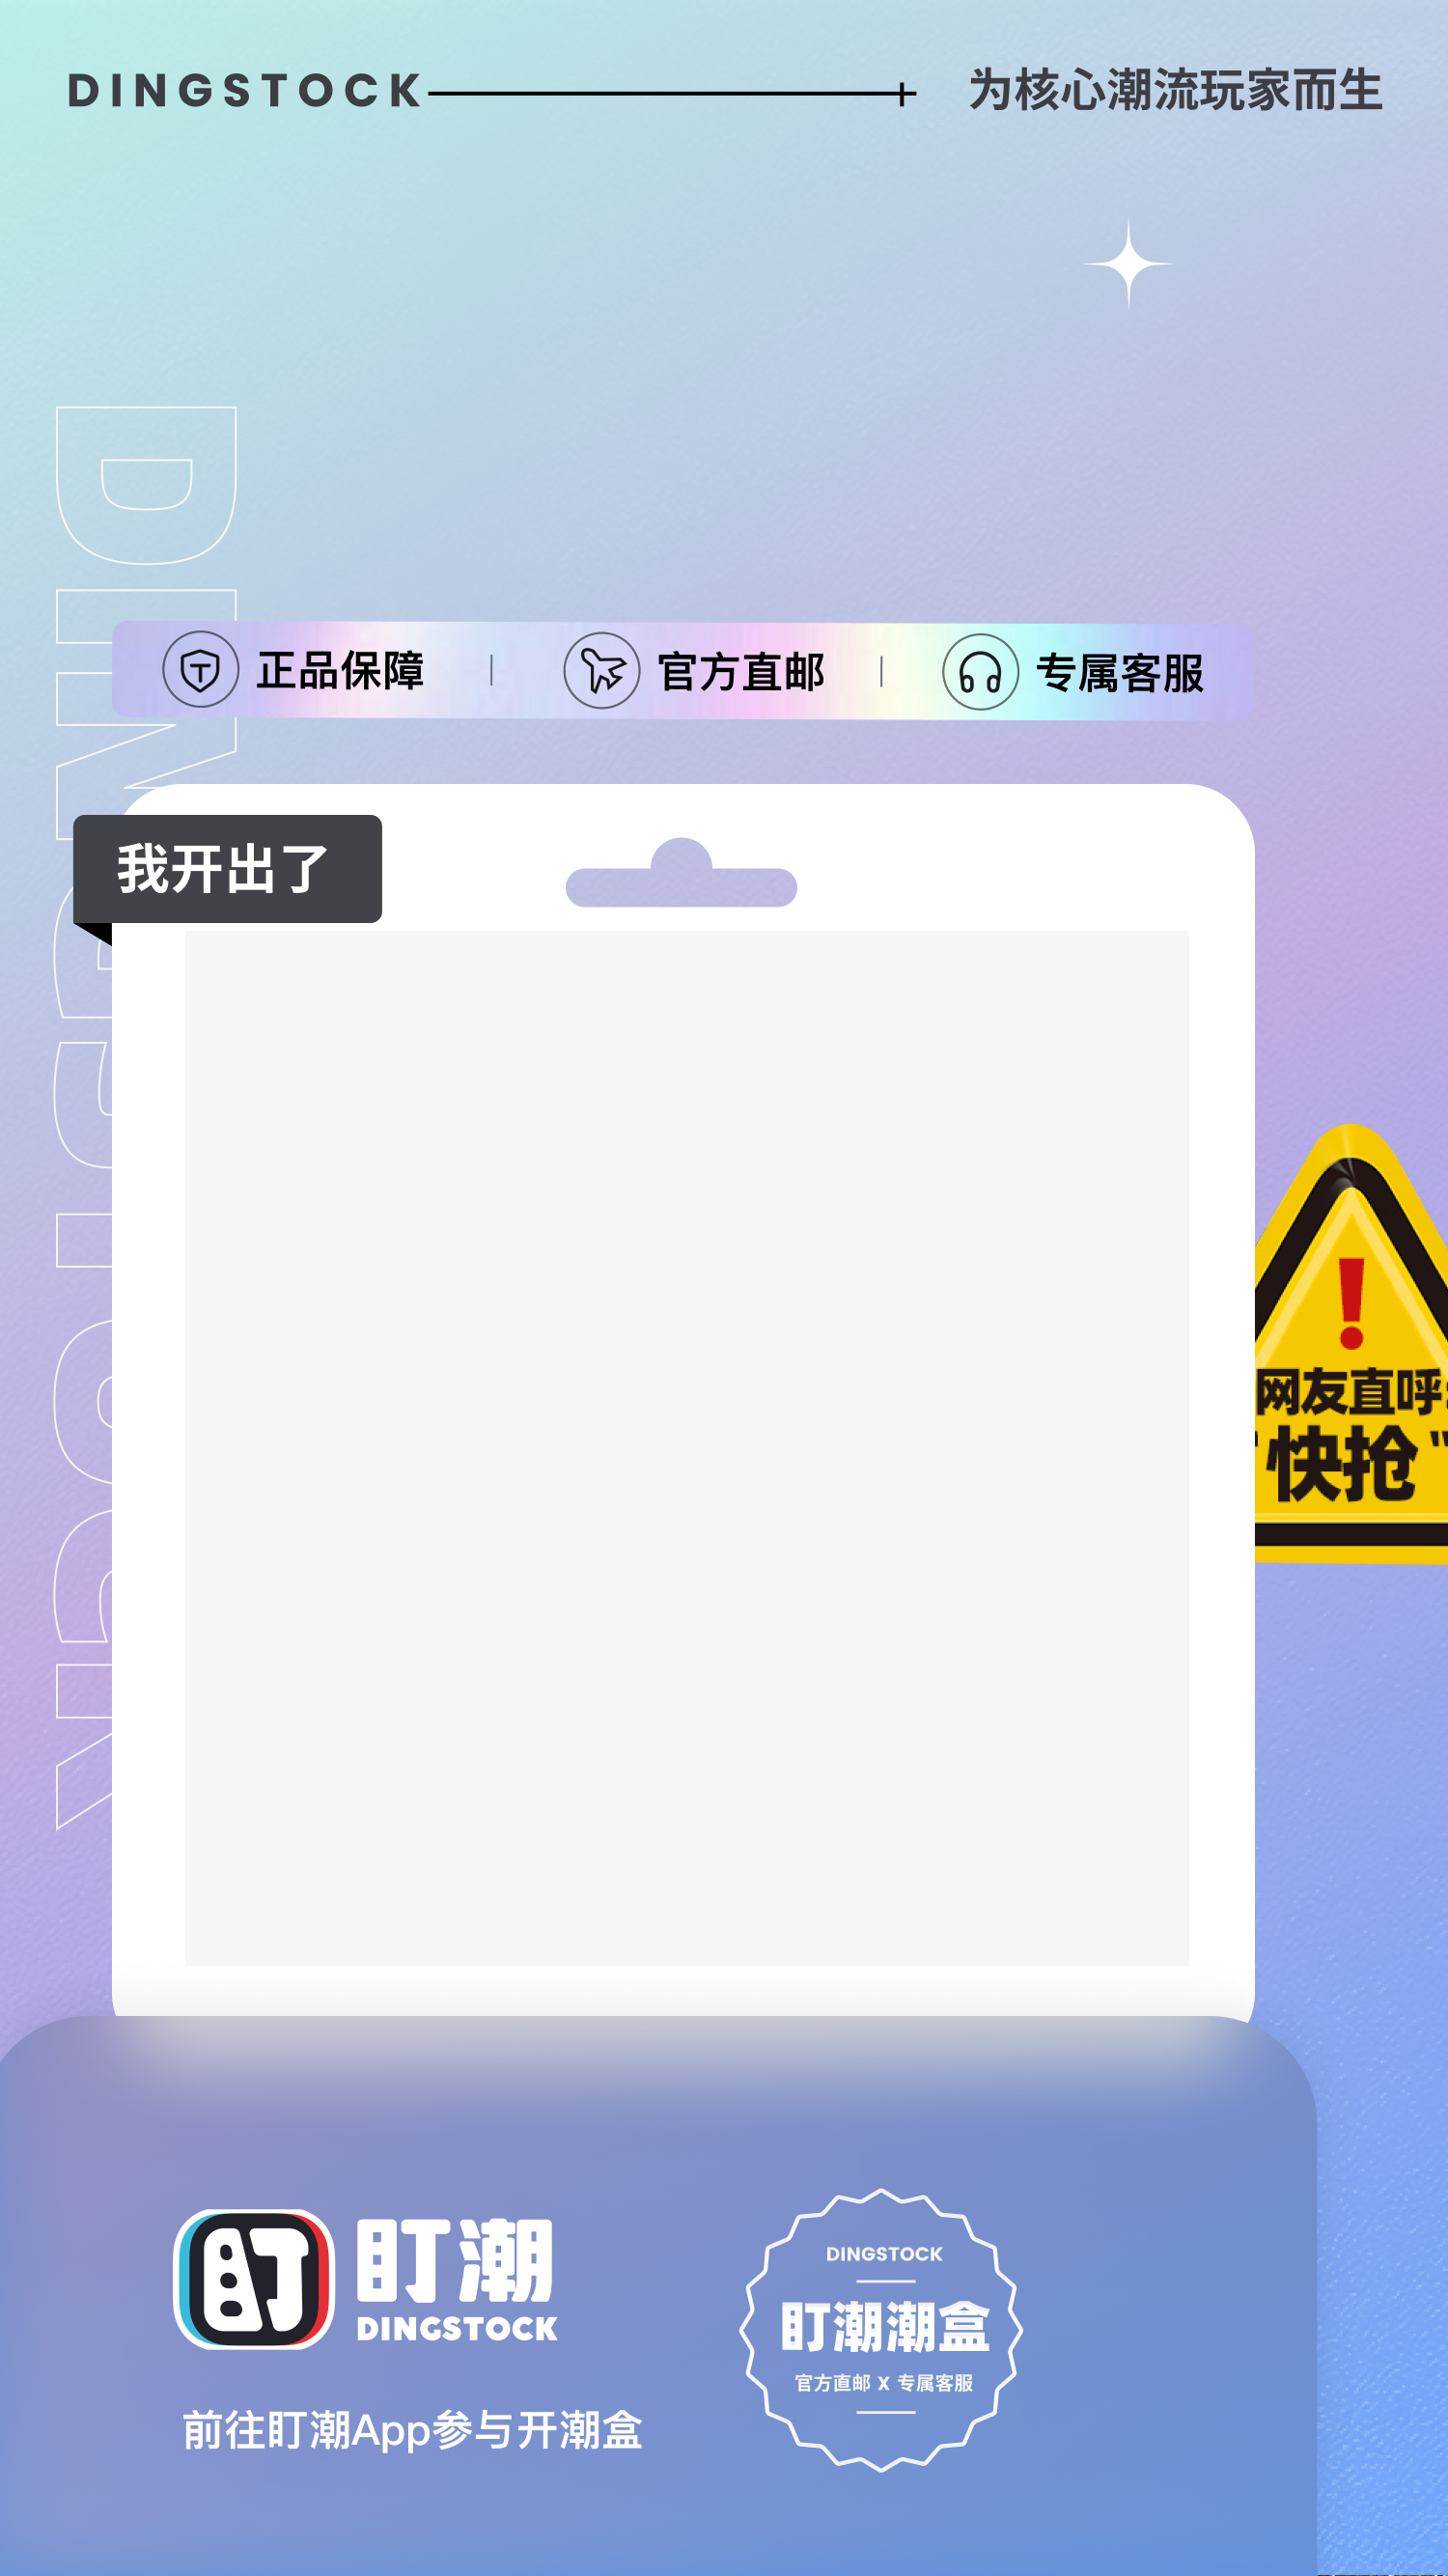 DINGSTOCK
为核心潮流玩家而生
DINGSTOCK
正品保障
官方直邮
专属客服
我开出了
!
网友直呼:
"快抢"
盯
盯潮
DINGSTOCK
前往盯潮App参与开潮盒
DINGSTOCK
盯潮潮盒
官方直邮 X 专属客服